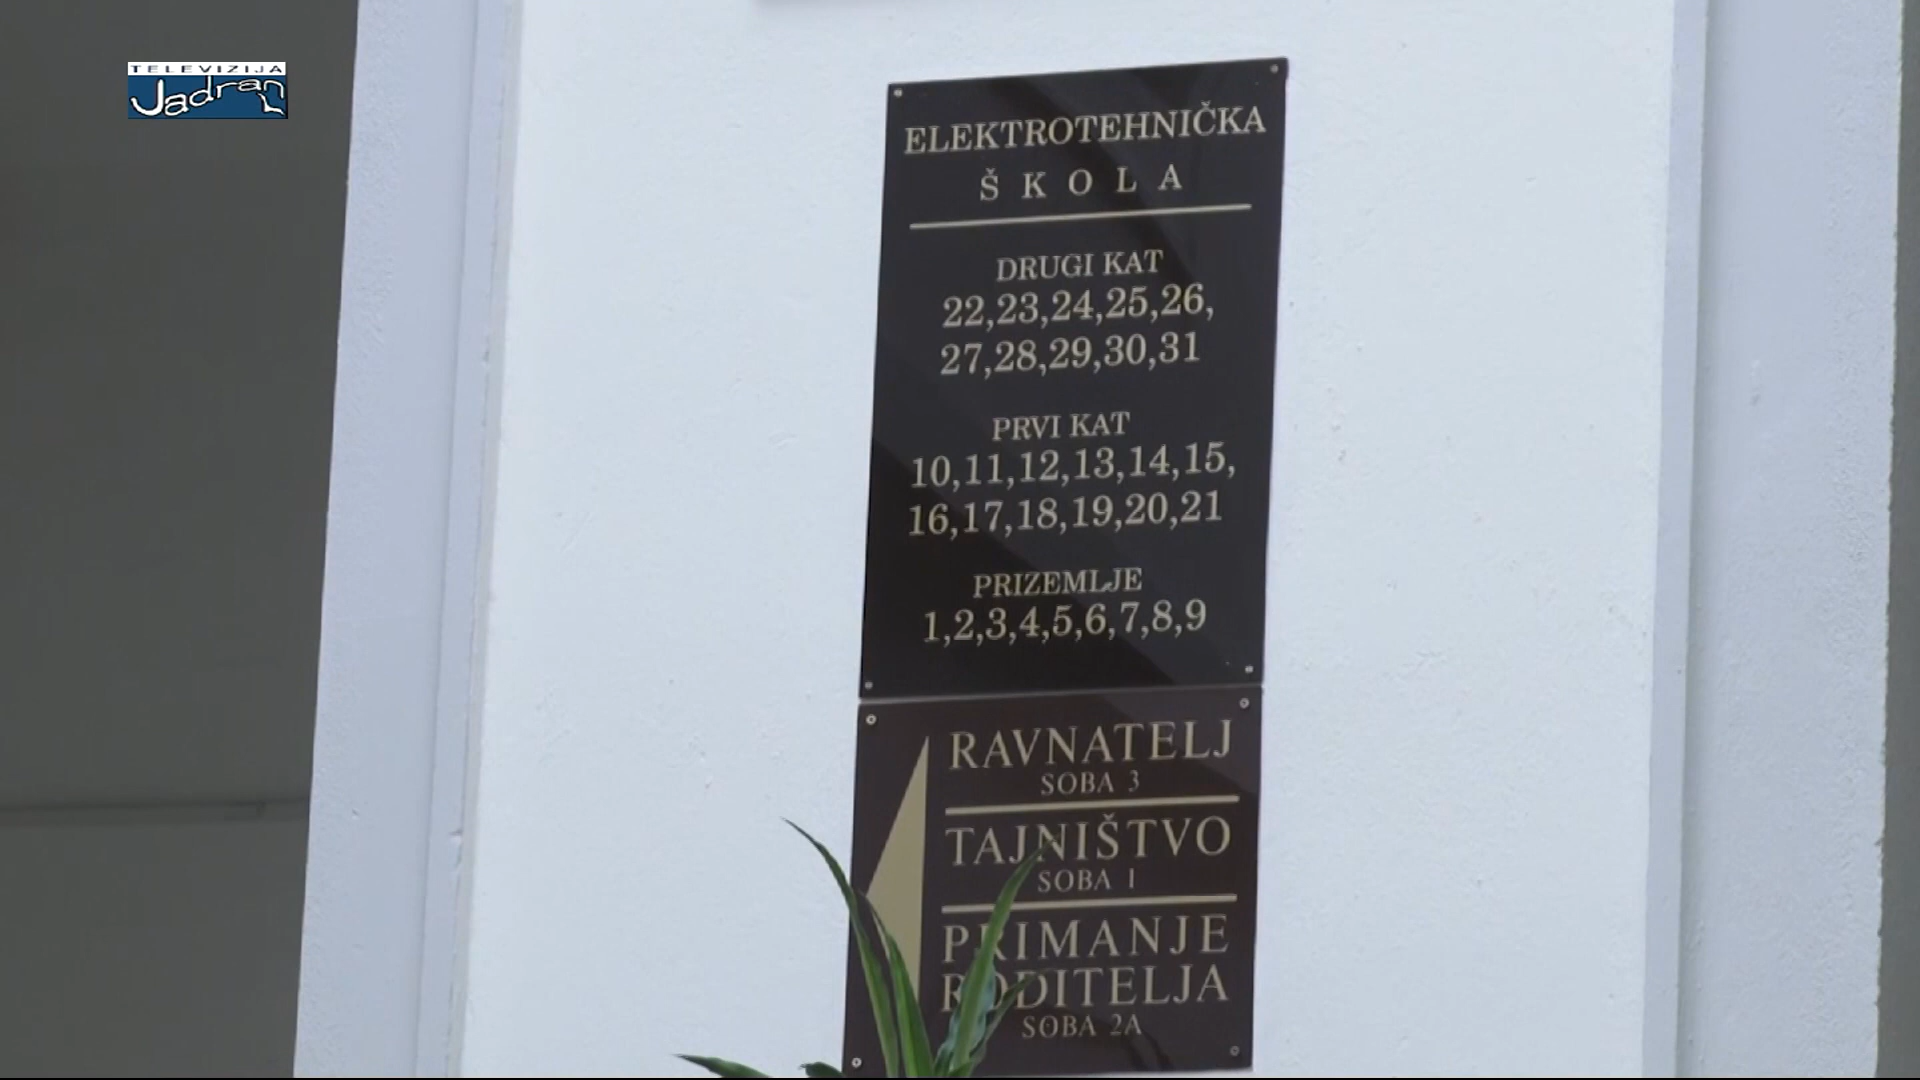 TELEVIZIJA
Jadran
ELEKTROTEHNIČKA
ŠKOLA
DRUGI KAT
22,23,24,25,26,
27,28,29,30,31
PRVI KAT
10,11,12,13,14,15,
16,17,18,19,20,21
PRIZEMLJE
1,2,3,4,5,6,7,8,9
RAVNATELJ
SOBA 3
TAJNIŠTVO
SOBA 1
PRIMANJE
RODITELJA
SOBA 2A